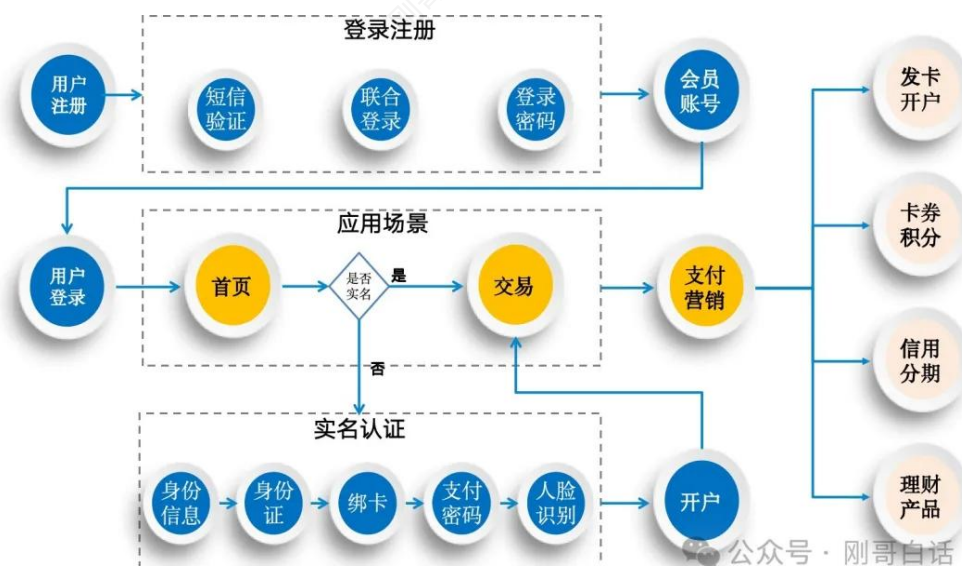 登录注册
用户
注册
短信
验证
联合
登录
登录
密码
会员
账号
发卡
开户
卡券
积分
应用场景
用户
登录
首页
是否
实名
是
交易
支付
营销
否
信用
分期
实名认证
身份
信息
身份
证
绑卡
支付
密码
人脸
识别
开户
理财
产品
公众号 · 刚哥白话